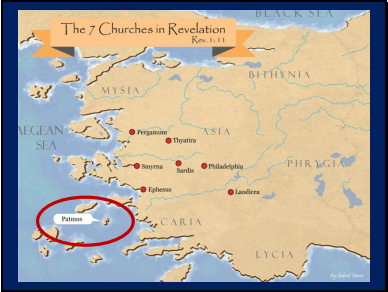 BLACK SEA
The 7 Churches in Revelation
Rev. 1:11
BITHYNIA
MYSIA
AEGEAN
SEA
Pergamum
ASIA
Thyatira
Smyrna
Sardis
Philadelphia
PHRYGIA
Ephesus
Laodicea
Patmos
CARIA
LYCIA